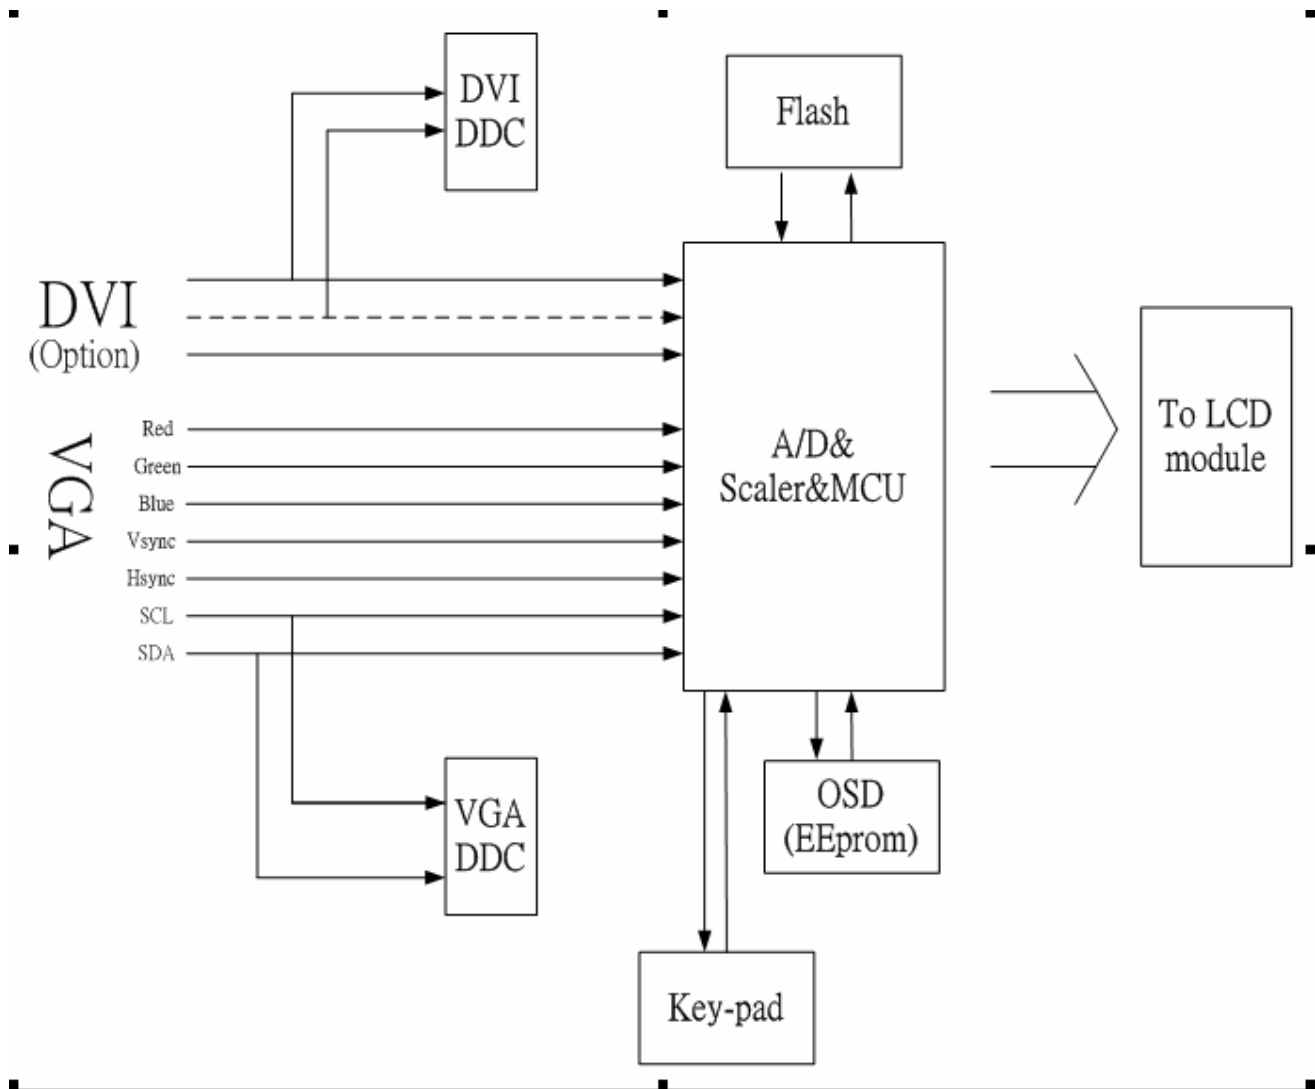 DVI
DDC
Flash
DVI
(Option)
VGA
Red
Green
Blue
Vsync
Hsync
SCL
SDA
A/D&
Scaler&MCU
To LCD
module
VGA
DDC
OSD
(EEprom)
Key-pad